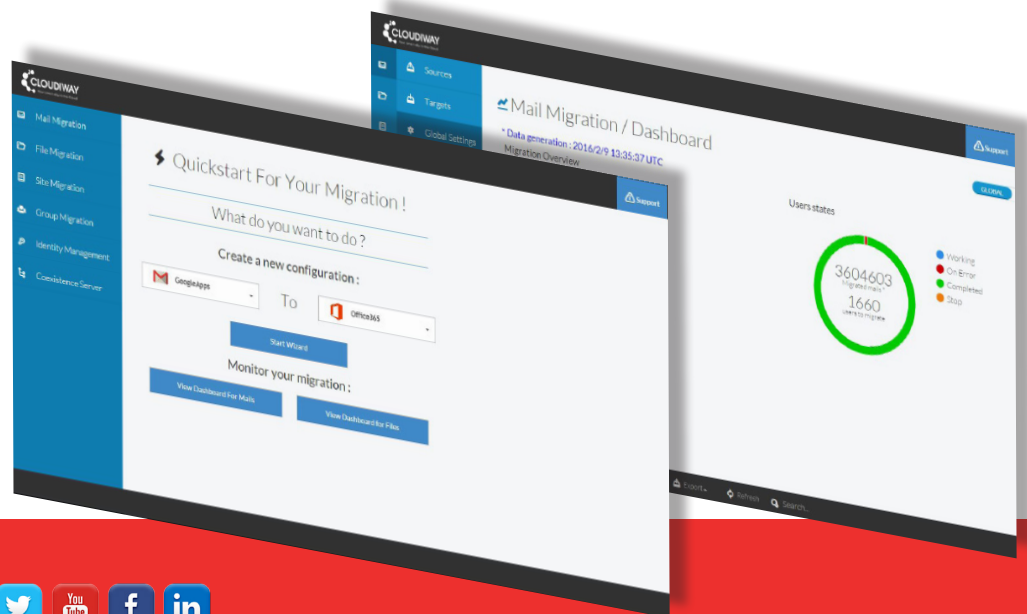 CLOUDIWAY
Mail Migration
File Migration
Site Migration
Group Migration
Identity Management
Coexistence Server
Support
Quickstart For Your Migration !
What do you want to do ?
Create a new configuration :
GoogleApps
To
Office365
Start Wizard
Monitor your migration :
View Dashboard For Mails
View Dashboard for Files
CLOUDIWAY
Sources
Targets
Global Settings
Support
Mail Migration / Dashboard
* Data generation : 2016/2/9 13:35:37 UTC
Migration Overview
GLOBAL
Users states
3604603
Migrated mails *
1660
users to migrate
Working
On Error
Completed
Stop
Export
Refresh
Search...
You
Tube
f
in